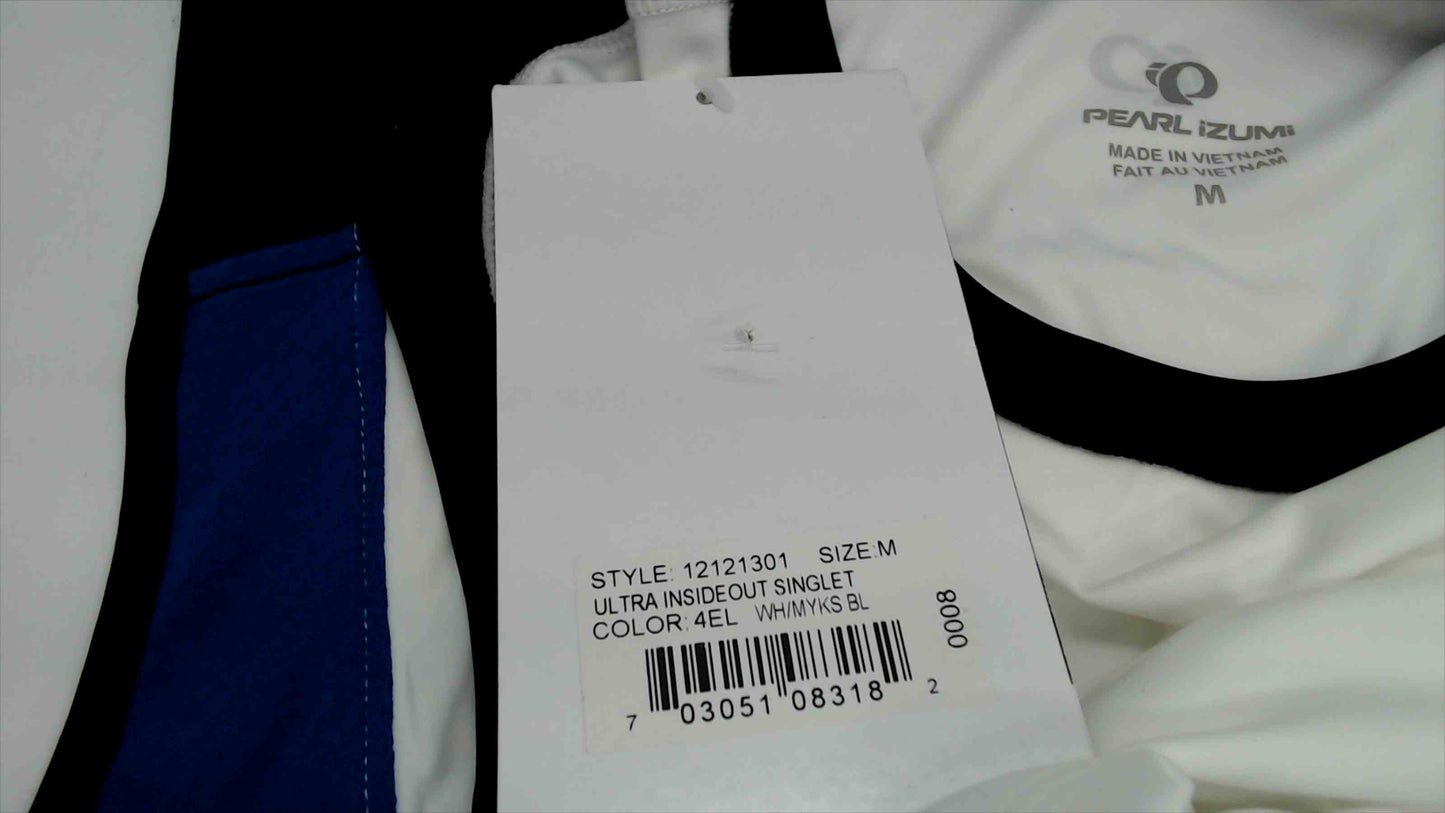 PEARL iZUMi
MADE IN VIETNAM
FAIT AU VIETNAM
M
STYLE: 12121301 SIZE:M
ULTRA INSIDEOUT SINGLET
COLOR: 4EL WH/MYKS BL
0008
7 03051 08318 2